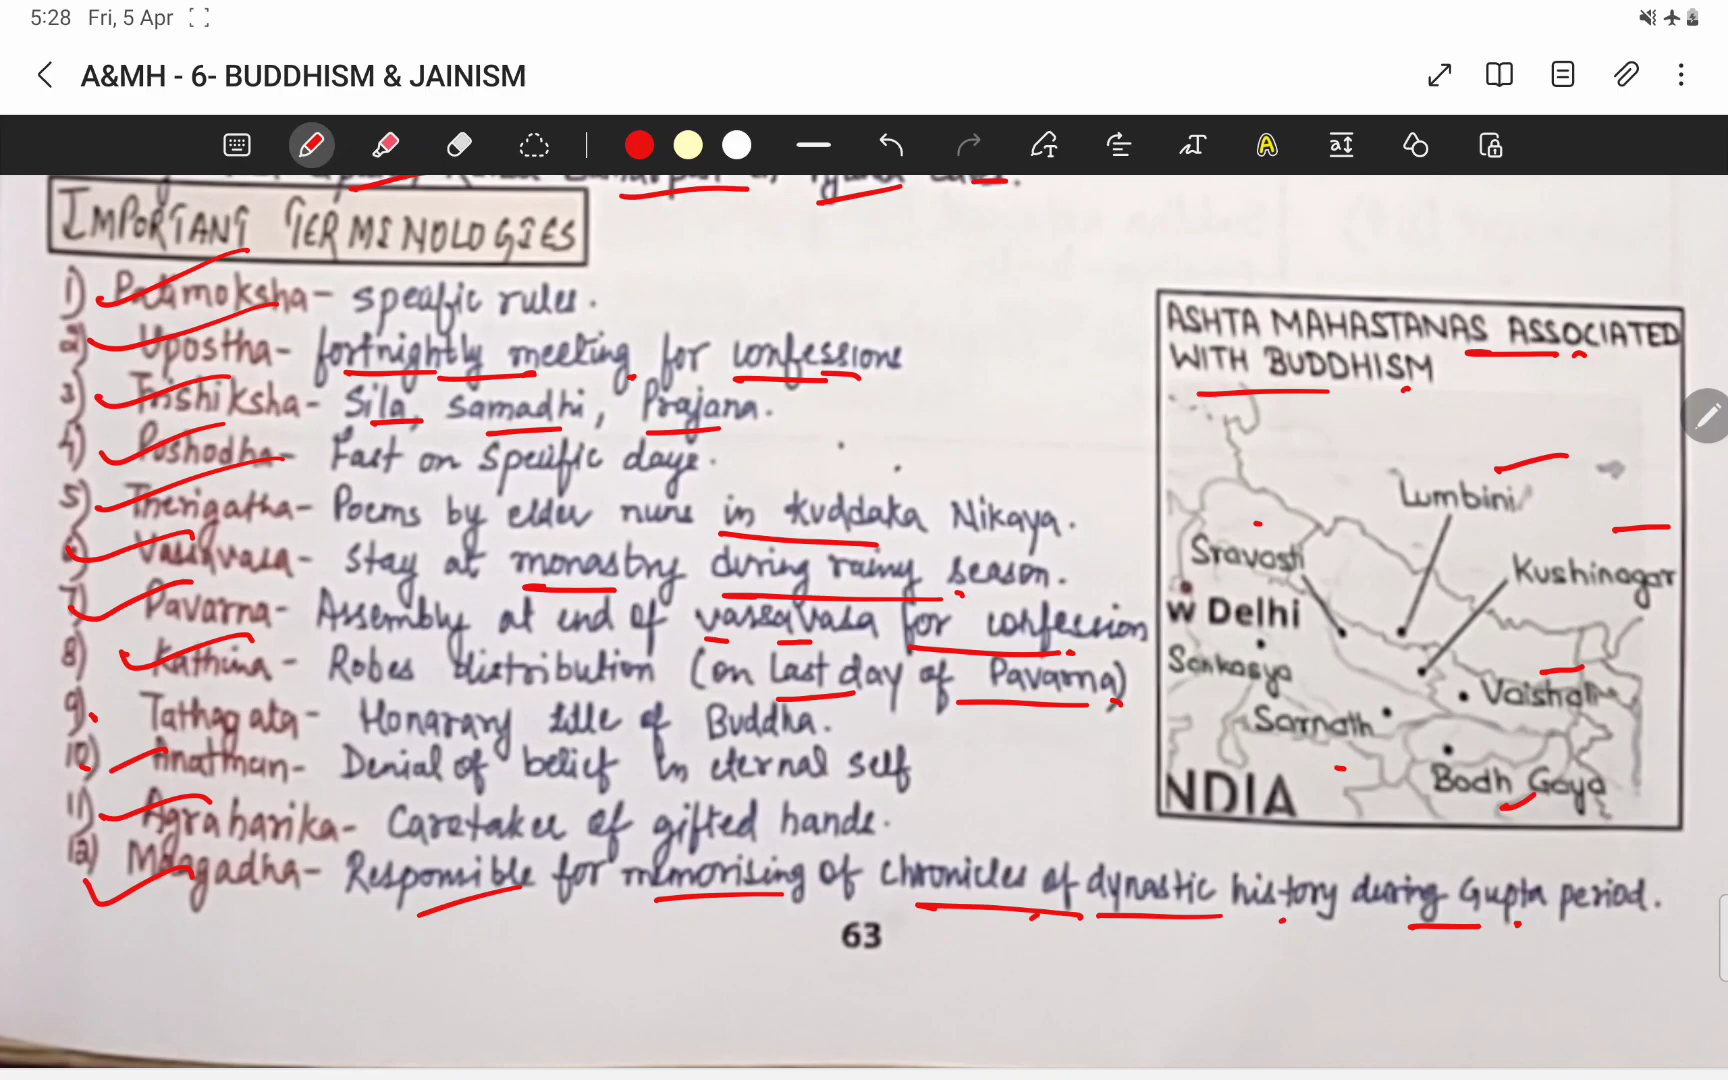 5:28 Fri, 5 Apr
A&MH - 6- BUDDHISM & JAINISM
IMPORTANT TERMINOLOGIES
1) Patimoksha - specific rules.
2) Upostha - fortnightly meeting for confessions
3) Trishiksha - Sila, Samadhi, Prajana.
4) Poshodha - Fast on specific days.
5) Therigatha - Poems by elder nuns in Kuddaka Nikaya.
6) Vassavasa - Stay at monastry during rainy season.
7) Pavarna - Assembly at end of vassavasa for confession
8) Kathina - Robes distribution (on last day of Pavarna)
9) Tathagata - Honarary title of Buddha.
10) Anatman - Denial of belief in eternal self
11) Agraharika - Caretaker of gifted hands.
12) Maagadha - Responsible for memorising of chronicles of dynastic history during Gupta period.
63
ASHTA MAHASTANAS ASSOCIATED
WITH BUDDHISM
Lumbini
Sravasti
Kushinagar
w Delhi
Sankasya
Vaishali
Sarnath
Bodh Gaya
NDIA